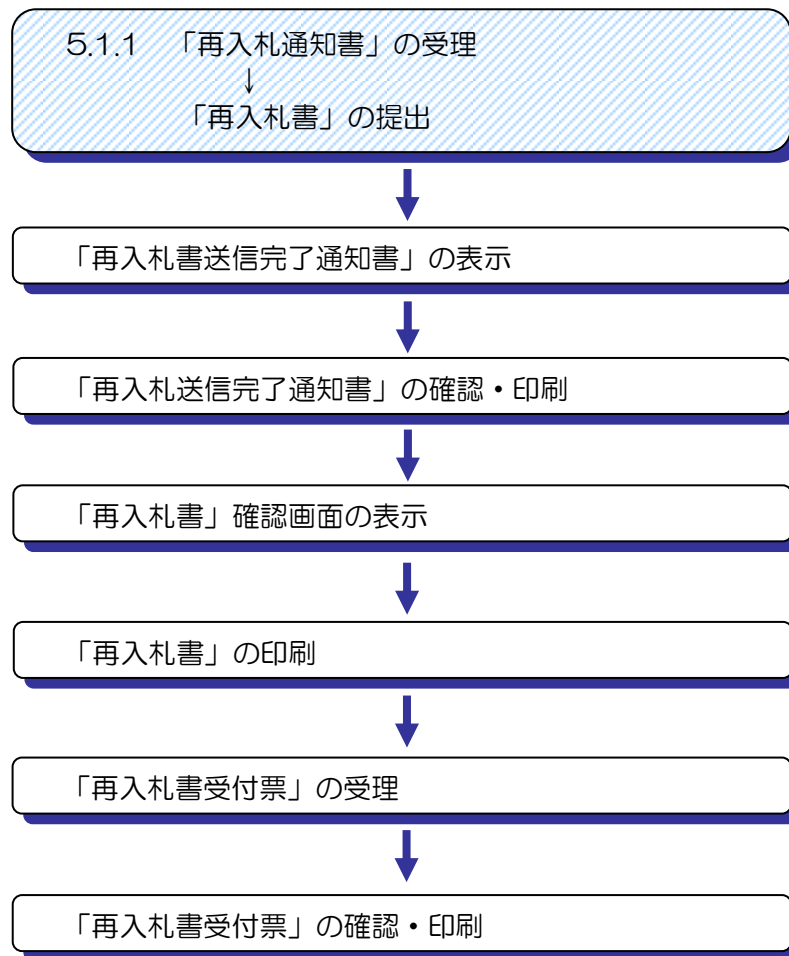 5.1.1 「再入札通知書」の受理
↓
「再入札書」の提出
「再入札書送信完了通知書」の表示
「再入札送信完了通知書」の確認・印刷
「再入札書」確認画面の表示
「再入札書」の印刷
「再入札書受付票」の受理
「再入札書受付票」の確認・印刷